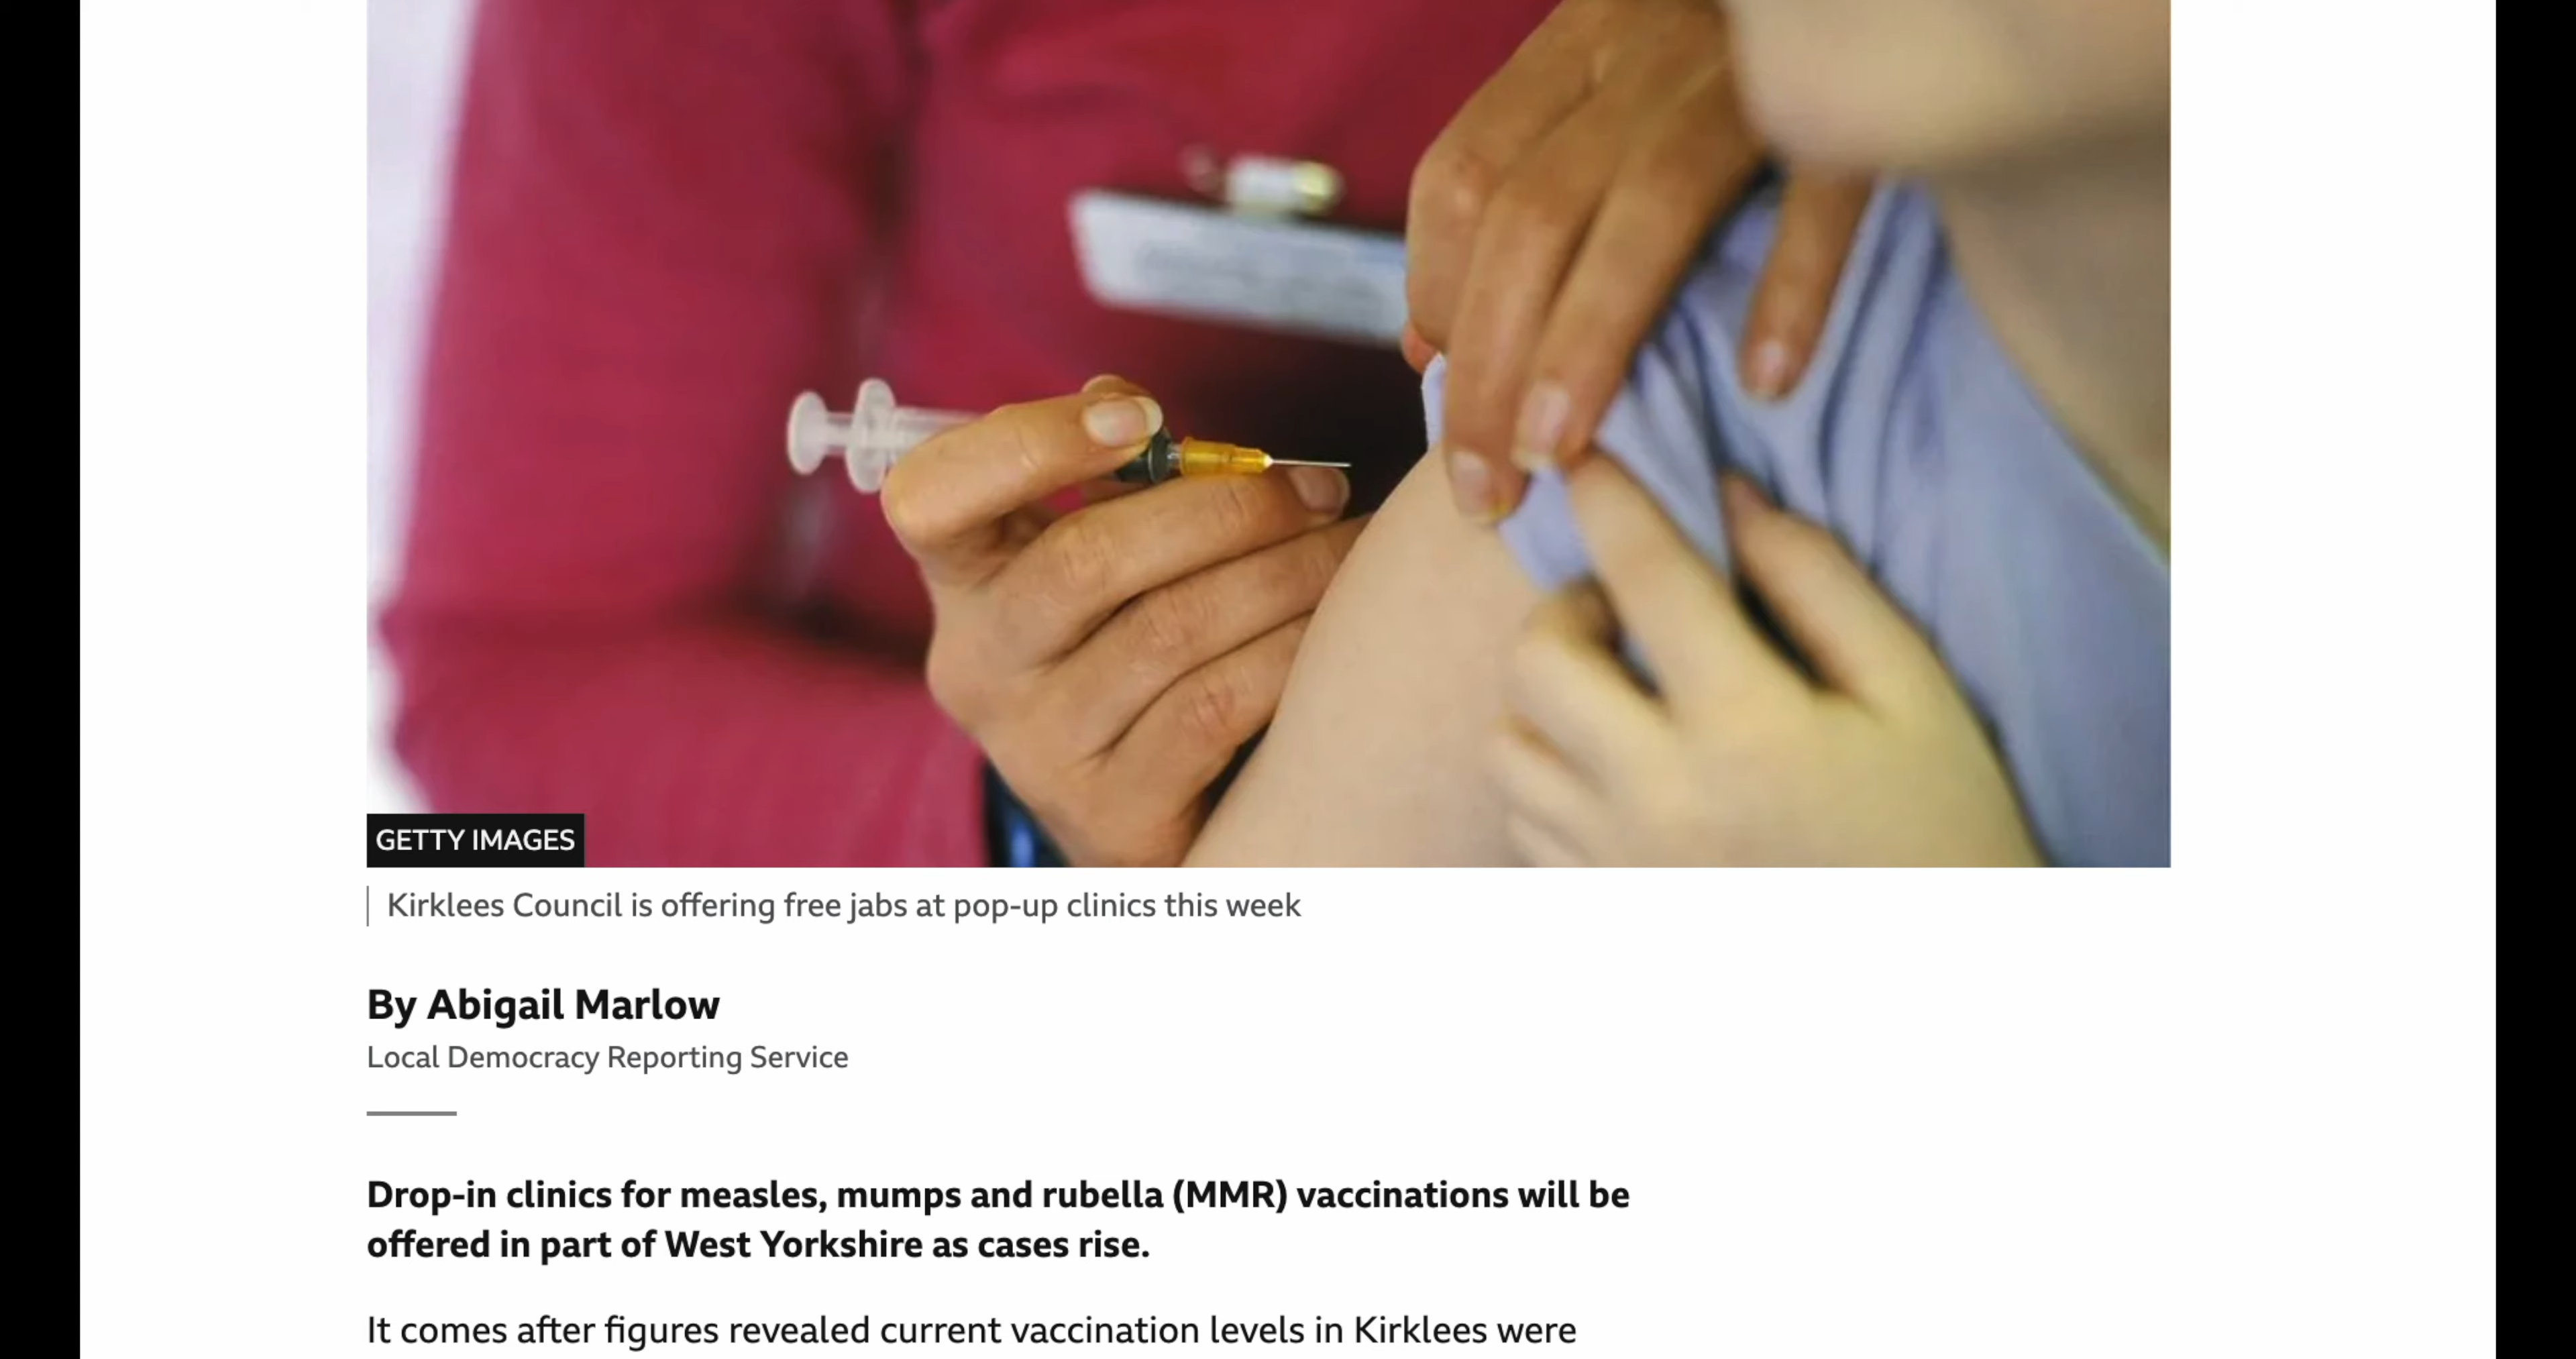 GETTY IMAGES
Kirklees Council is offering free jabs at pop-up clinics this week
By Abigail Marlow
Local Democracy Reporting Service
Drop-in clinics for measles, mumps and rubella (MMR) vaccinations will be
offered in part of West Yorkshire as cases rise.
It comes after figures revealed current vaccination levels in Kirklees were